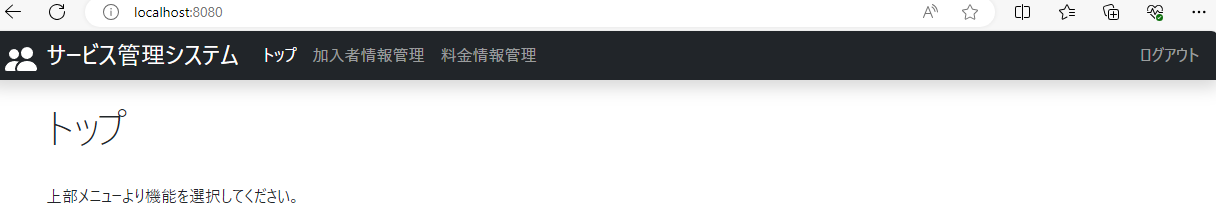 localhost:8080
サービス管理システム トップ 加入者情報管理 料金情報管理 ログアウト
トップ
上部メニューより機能を選択してください。